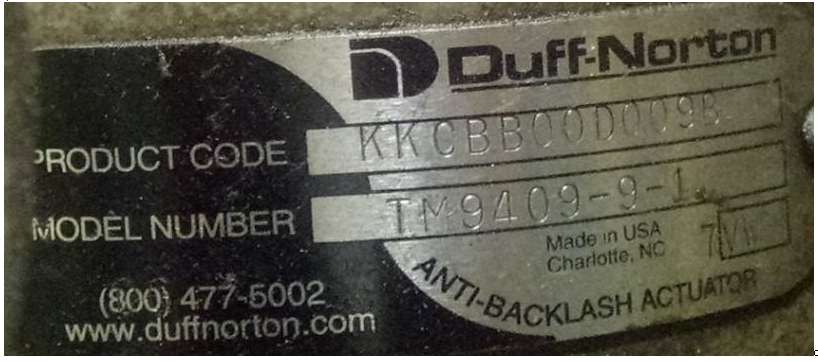 Duff-Norton
PRODUCT CODE KKCBB00D009B
MODEL NUMBER TM9409-9-1
Made in USA
Charlotte, NC
(800) 477-5002
www.duffnorton.com
ANTI-BACKLASH ACTUATOR